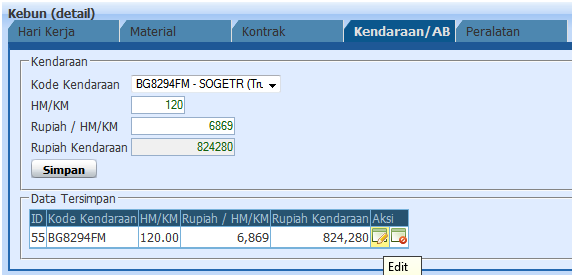 Kebun (detail)
Hari Kerja Material Kontrak Kendaraan/AB Peralatan
Kendaraan
Kode Kendaraan BG8294FM - SOGETR (Tru
HM/KM 120
Rupiah / HM/KM 6869
Rupiah Kendaraan 824280
Simpan
Data Tersimpan
ID Kode Kendaraan HM/KM Rupiah / HM/KM Rupiah Kendaraan Aksi
55 BG8294FM 120.00 6,869 824,280
Edit